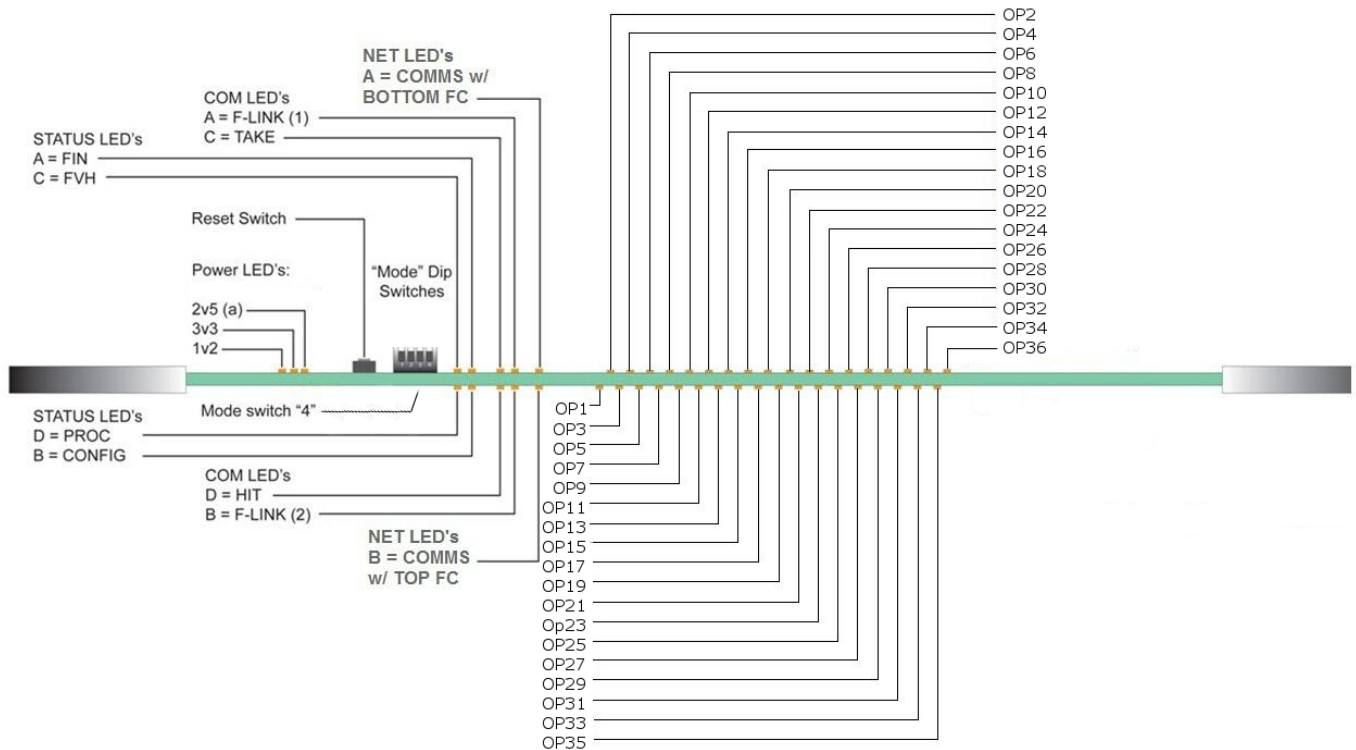 NET LED's
A = COMMS w/
BOTTOM FC
COM LED's
A = F-LINK (1)
C = TAKE
STATUS LED's
A = FIN
C = FVH
Reset Switch
Power LED's:
2v5 (a)
3v3
1v2
“Mode” Dip
Switches
OP2
OP4
OP6
OP8
OP10
OP12
OP14
OP16
OP18
OP20
OP22
OP24
OP26
OP28
OP30
OP32
OP34
OP36
Mode switch “4”
STATUS LED's
D = PROC
B = CONFIG
COM LED's
D = HIT
B = F-LINK (2)
NET LED's
B = COMMS
w/ TOP FC
OP1
OP3
OP5
OP7
OP9
OP11
OP13
OP15
OP17
OP19
OP21
Op23
OP25
OP27
OP29
OP31
OP33
OP35